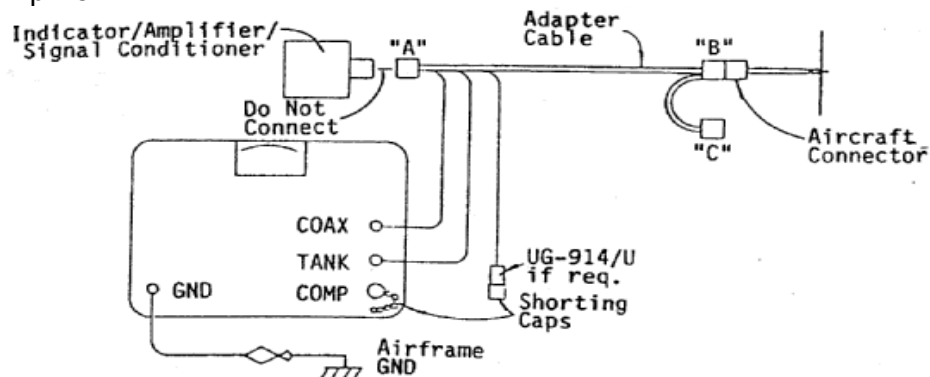 Indicator/Amplifier/
Signal Conditioner
"A"
Adapter
Cable
"B"
Do Not
Connect
"C"
Aircraft
Connector
COAX
TANK
COMP
GND
UG-914/U
if req.
Shorting
Caps
Airframe
GND